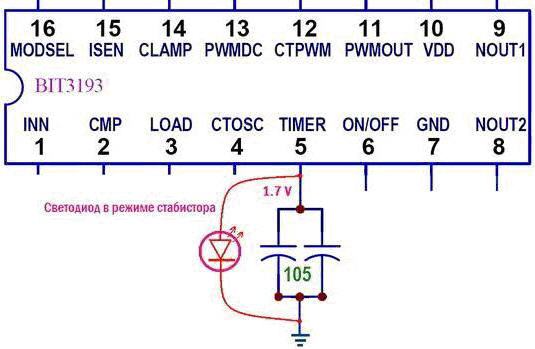 16 15 14 13 12 11 10 9
MODSEL ISEN CLAMP PWMDC CTPWM PWMOUT VDD NOUT1
BIT3193
INN CMP LOAD CTOSC TIMER ON/OFF GND NOUT2
1 2 3 4 5 6 7 8
1.7 V
Светодиод в режиме стабистора
105